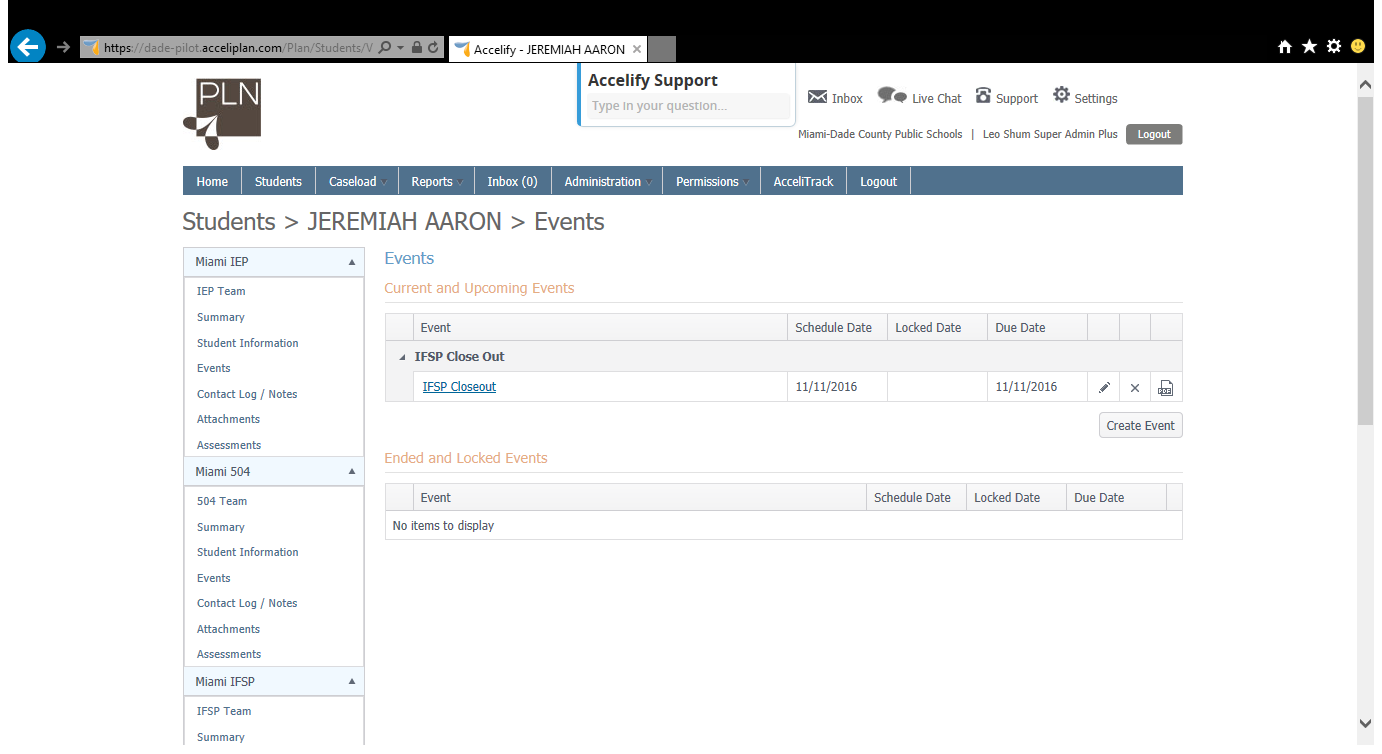 https://dade-pilot.acceliplan.com/Plan/Students/V
Accelify - JEREMIAH AARON
PLN
Accelify Support
Type in your question...
Inbox
Live Chat
Support
Settings
Miami-Dade County Public Schools | Leo Shum Super Admin Plus
Logout
Home Students Caseload Reports Inbox (0) Administration Permissions AcceliTrack Logout
Students > JEREMIAH AARON > Events
Miami IEP
IEP Team
Summary
Student Information
Events
Contact Log / Notes
Attachments
Assessments
Miami 504
504 Team
Summary
Student Information
Events
Contact Log / Notes
Attachments
Assessments
Miami IFSP
IFSP Team
Summary
Events
Current and Upcoming Events
Event Schedule Date Locked Date Due Date
IFSP Close Out
IFSP Closeout 11/11/2016 11/11/2016
Create Event
Ended and Locked Events
Event Schedule Date Locked Date Due Date
No items to display